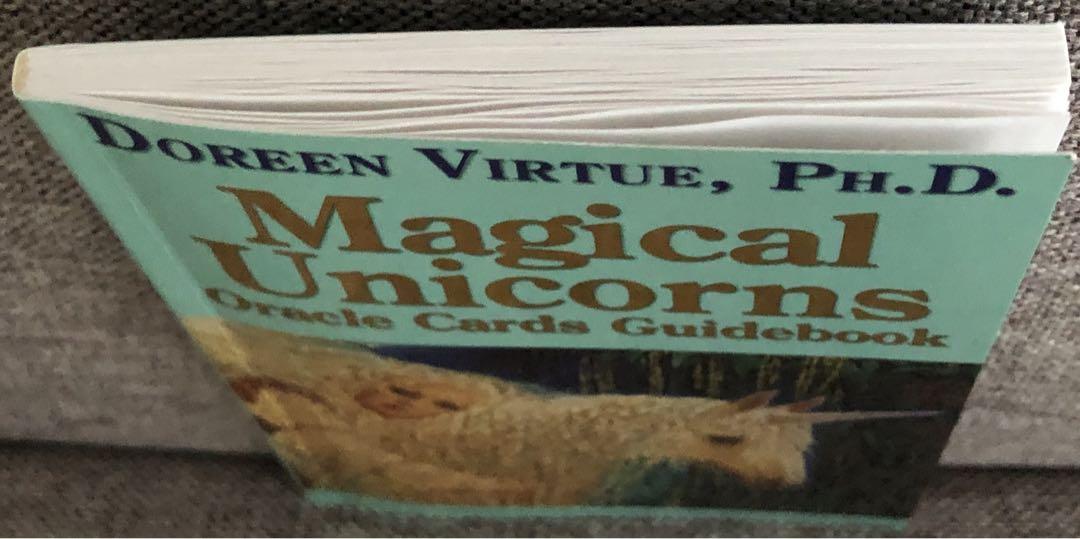 DOREEN VIRTUE, PH.D.
Magical
Unicorns
Oracle Cards Guidebook